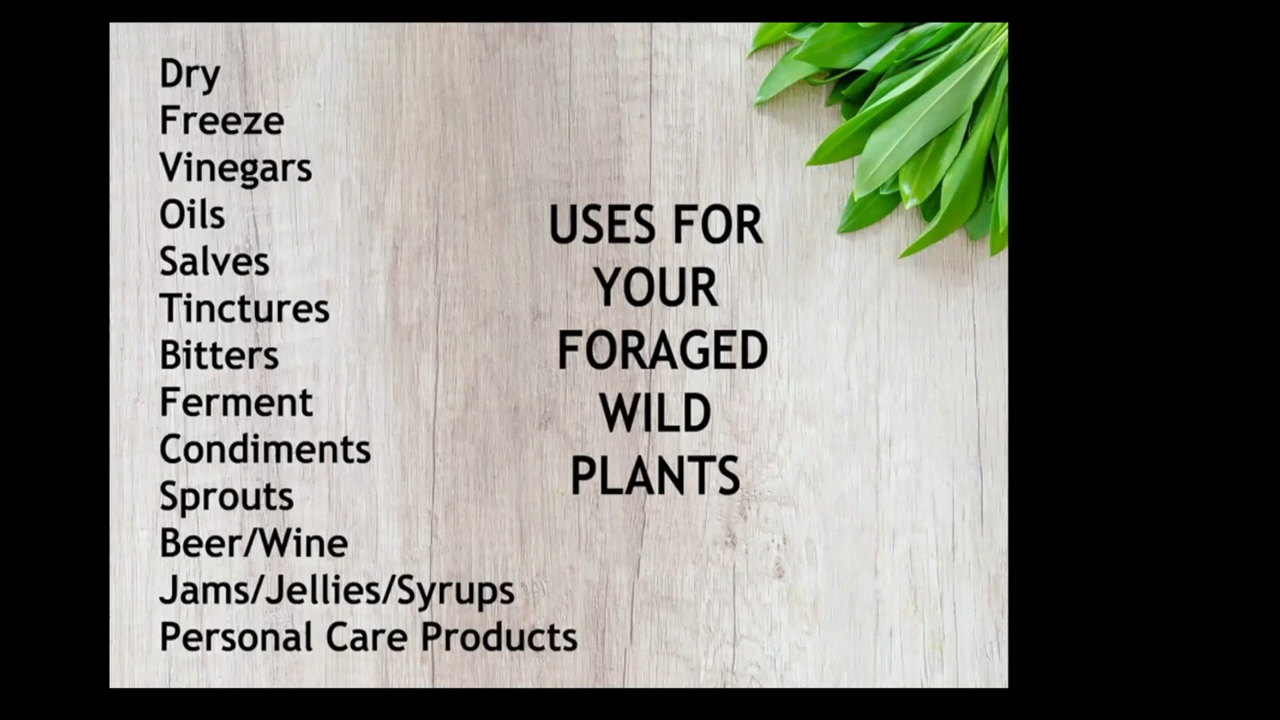 Dry
Freeze
Vinegars
Oils
Salves
Tinctures
Bitters
Ferment
Condiments
Sprouts
Beer/Wine
Jams/Jellies/Syrups
Personal Care Products
USES FOR
YOUR
FORAGED
WILD
PLANTS